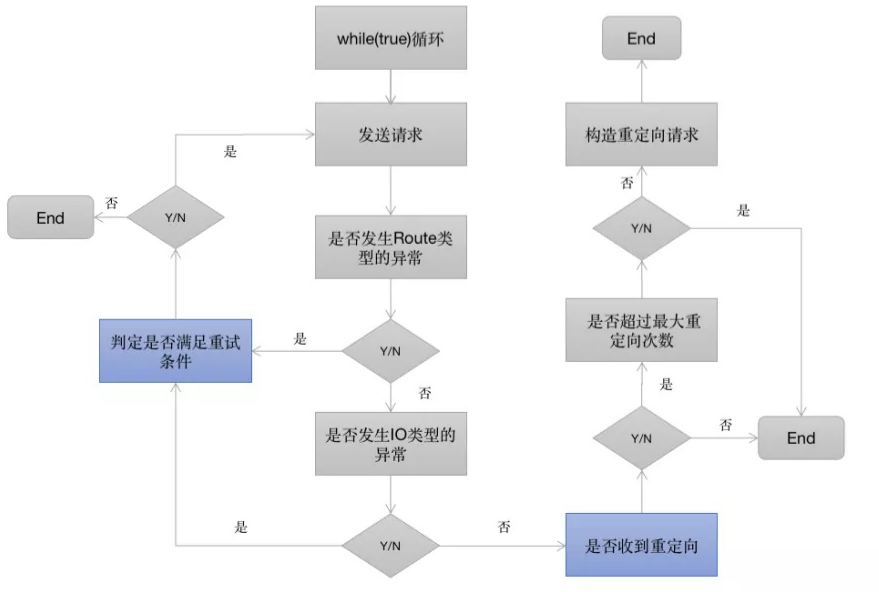 while(true)循环
End
发送请求
构造重定向请求
是
否
End
否
Y/N
Y/N
是
是否发生Route类
型的异常
判定是否满足重试
条件
是
Y/N
是否超过最大重
定向次数
否
是
是否发生IO类型的
异常
Y/N
否
End
是
Y/N
否
是否收到重定向